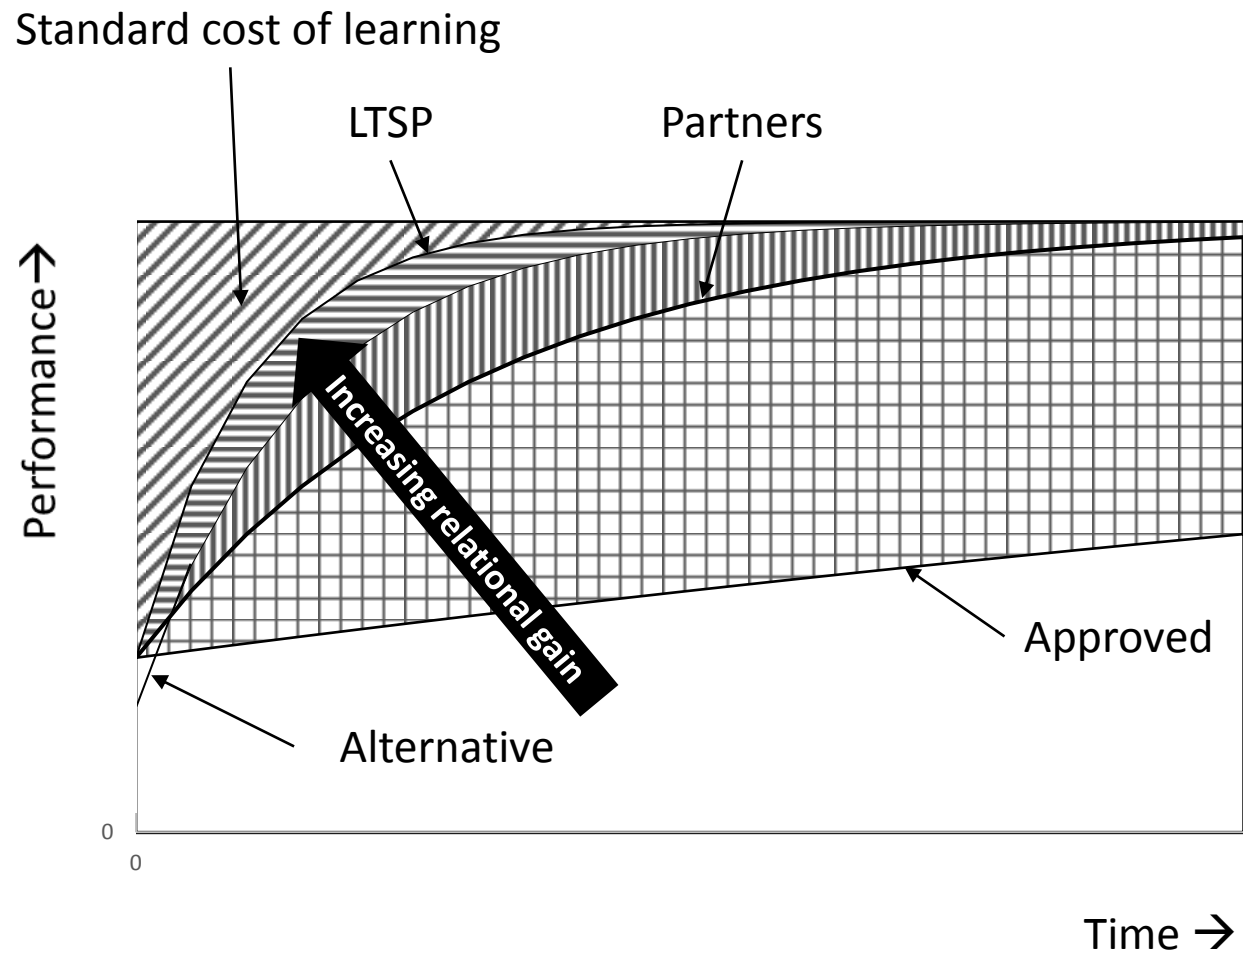 Standard cost of learning
LTSP
Partners
Performance→
Increasing relational gain
Approved
Alternative
0
0
Time →